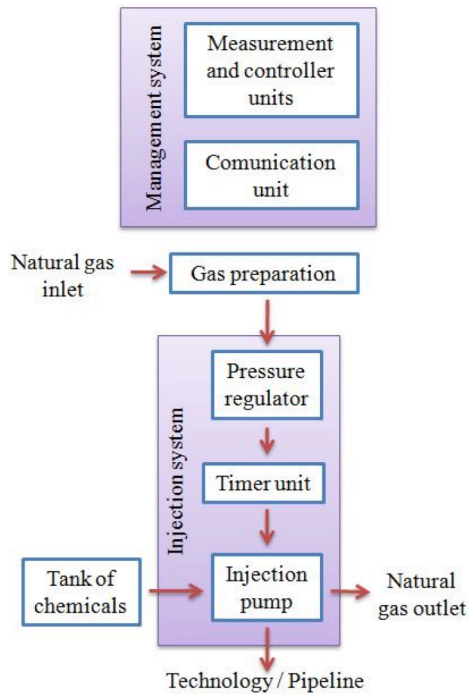 Management system
Measurement
and controller
units
Comunication
unit
Natural gas
inlet
Gas preparation
Injection system
Pressure
regulator
Timer unit
Tank of
chemicals
Injection
pump
Natural
gas outlet
Technology / Pipeline